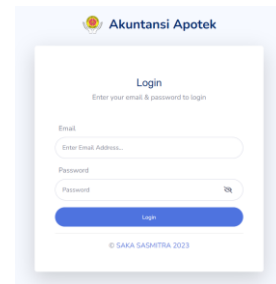 Akuntansi Apotek
Login
Enter your email & password to login
Email
Enter Email Address...
Password
Password
Login
© SAKA SASMITRA 2023